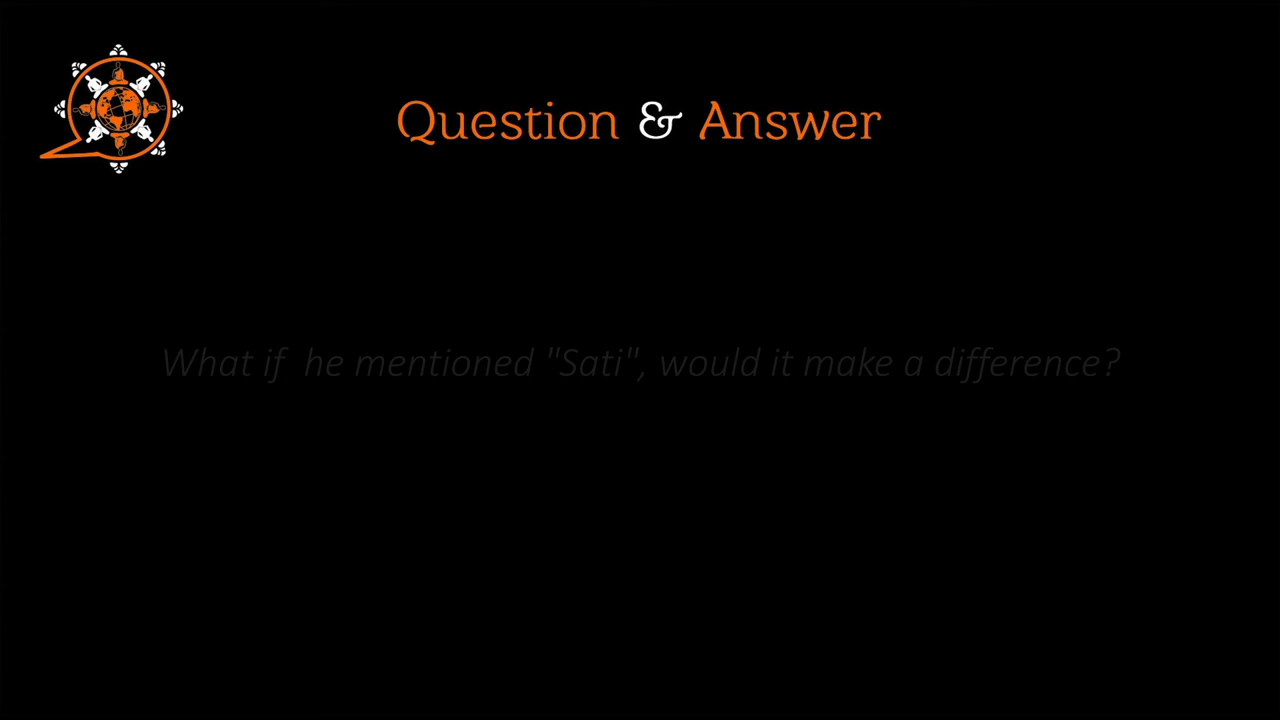 Question & Answer
What if  he mentioned "Sati", would it make a difference?